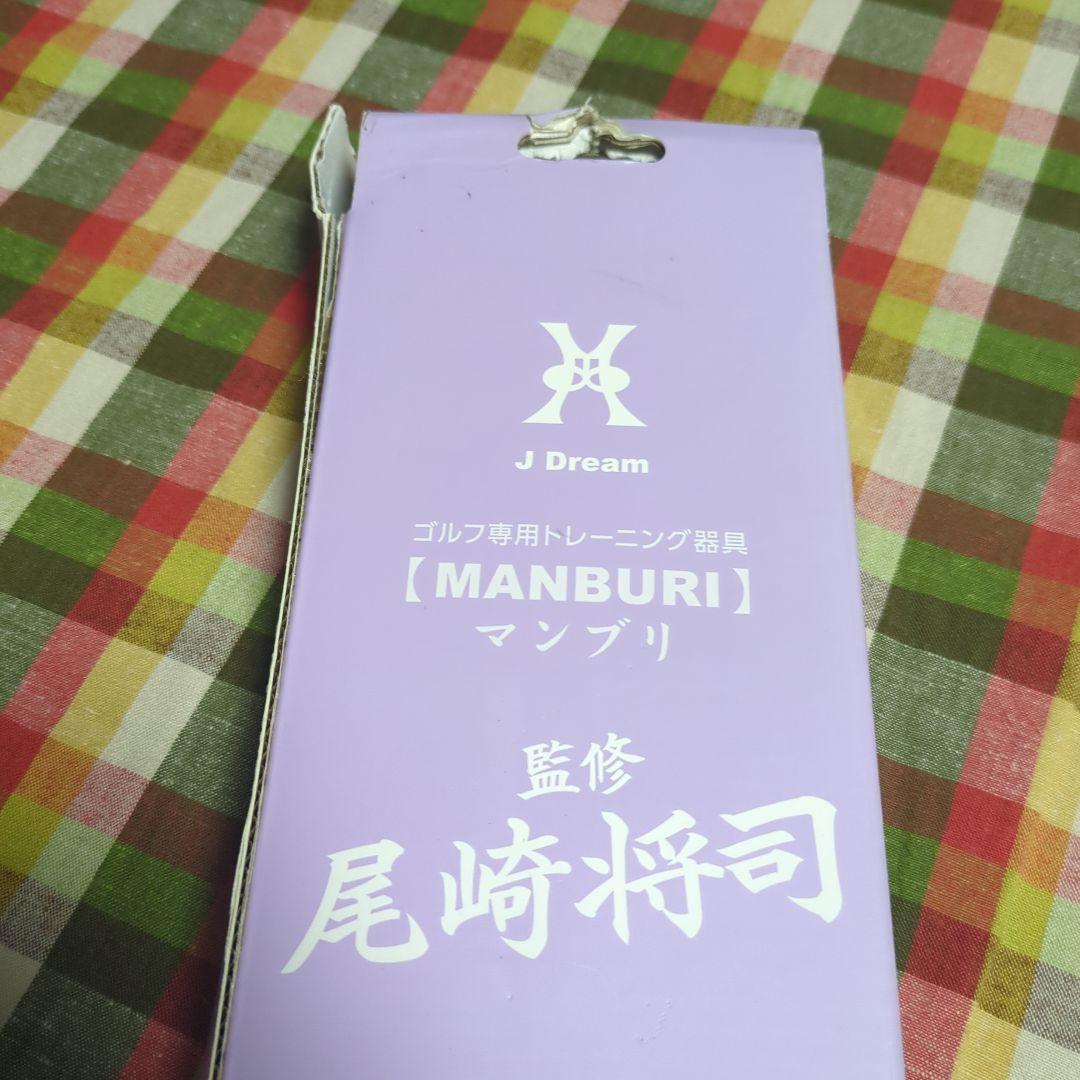 J Dream
ゴルフ専用トレーニング器具
【MANBURI】
マンブリ
監修
尾崎将司